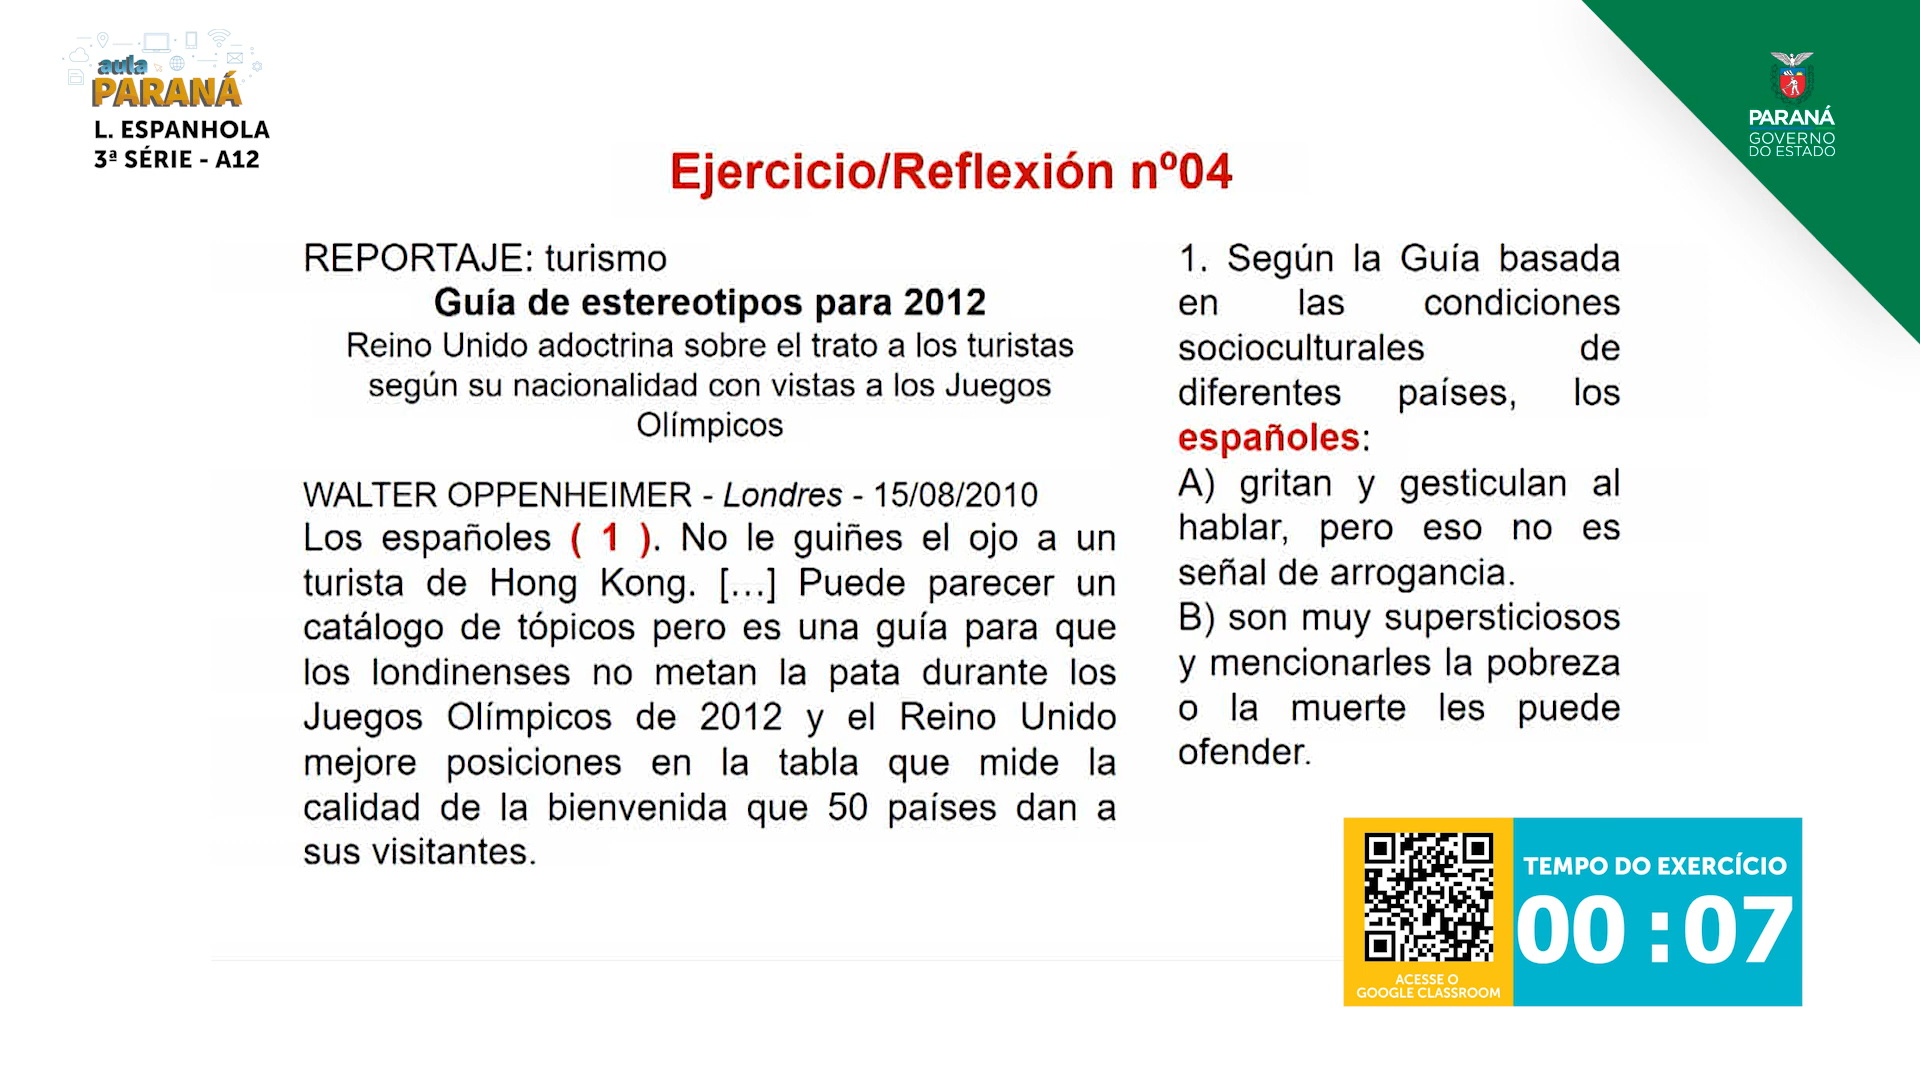 aula
PARANÁ
L. ESPANHOLA
3ª SÉRIE - A12
PARANÁ
GOVERNO
DO ESTADO
Ejercicio/Reflexión nº04
REPORTAJE: turismo
Guía de estereotipos para 2012
Reino Unido adoctrina sobre el trato a los turistas
según su nacionalidad con vistas a los Juegos
Olímpicos
WALTER OPPENHEIMER - Londres - 15/08/2010
Los españoles ( 1 ). No le guiñes el ojo a un
turista de Hong Kong. [...] Puede parecer un
catálogo de tópicos pero es una guía para que
los londinenses no metan la pata durante los
Juegos Olímpicos de 2012 y el Reino Unido
mejore posiciones en la tabla que mide la
calidad de la bienvenida que 50 países dan a
sus visitantes.
1. Según la Guía basada
en las condiciones
socioculturales de
diferentes países, los
españoles:
A) gritan y gesticulan al
hablar, pero eso no es
señal de arrogancia.
B) son muy supersticiosos
y mencionarles la pobreza
o la muerte les puede
ofender.
ACESSE O
GOOGLE CLASSROOM
TEMPO DO EXERCÍCIO
00 :07